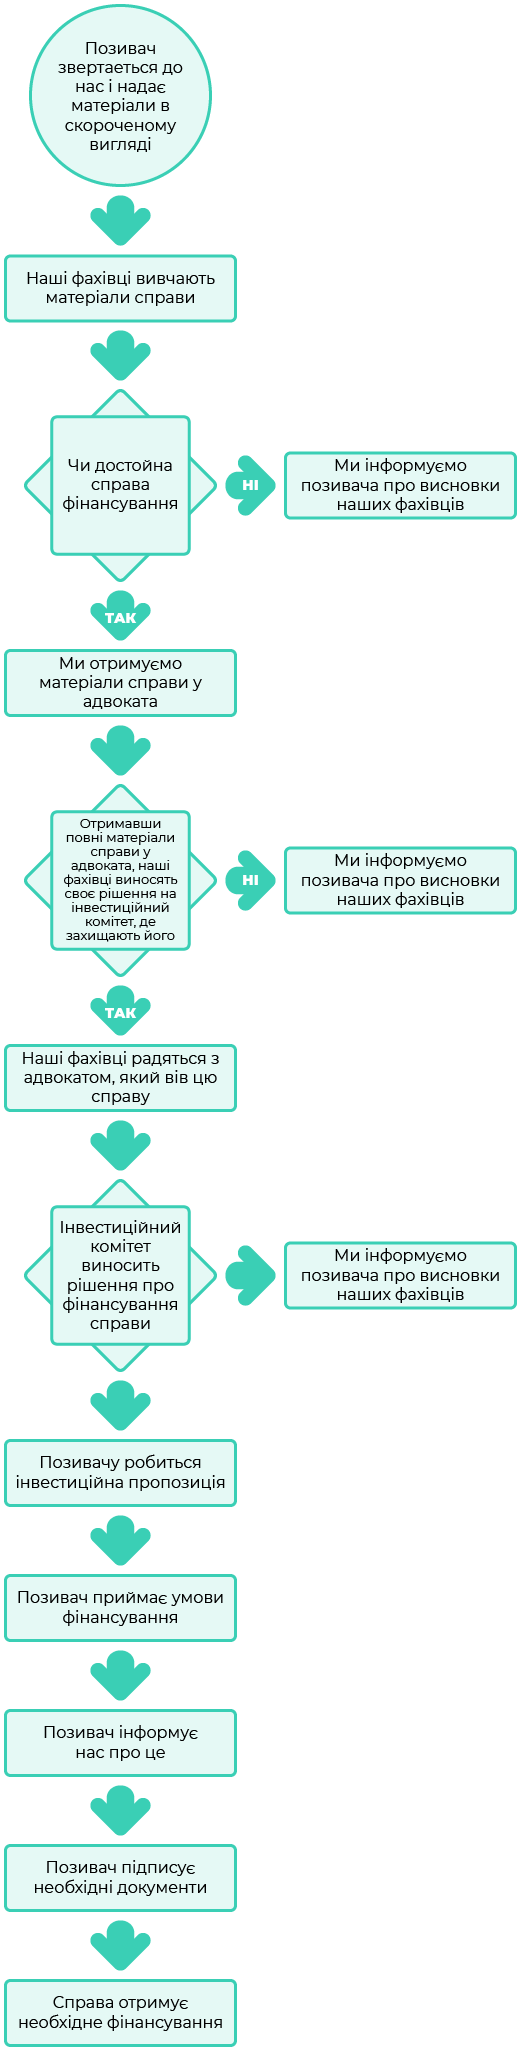 Позивач
звертаеться до
нас і надає
матеріали в
скороченому
вигляді
Наші фахівці вивчають
матеріали справи
Чи достойна
справа
фінансування
НІ
Ми інформуємо
позивача про висновки
наших фахівців
ТАК
Ми отримуємо
матеріали справи у
адвоката
Отримавши
повні матеріали
справи у
адвоката, наші
фахівці виносять
своє рішення на
інвестиційний
комітет, де
захищають його
НІ
Ми інформуємо
позивача про висновки
наших фахівців
ТАК
Наші фахівці радяться з
адвокатом, який вів цю
справу
Інвестиційний
комітет
виносить
рішення про
фінансування
справи
Ми інформуємо
позивача про висновки
наших фахівців
Позивачу робиться
інвестиційна пропозиція
Позивач приймає умови
фінансування
Позивач інформує
нас про це
Позивач підписує
необхідні документи
Справа отримує
необхідне фінансування